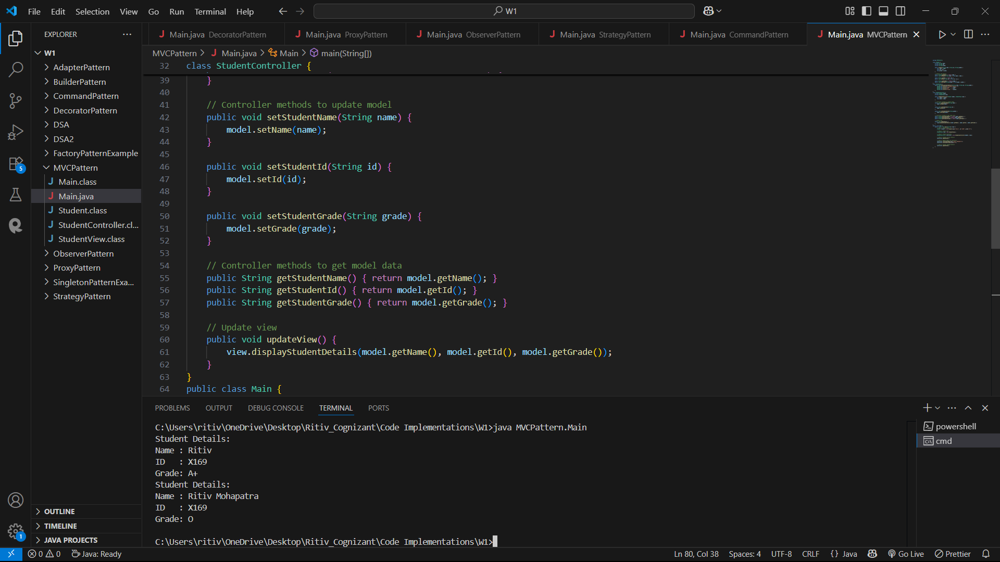 File Edit Selection View Go Run Terminal Help W1
EXPLORER
Main.java DecoratorPattern Main.java ProxyPattern Main.java ObserverPattern Main.java StrategyPattern Main.java CommandPattern Main.java MVCPattern
W1
AdapterPattern
BuilderPattern
CommandPattern
DecoratorPattern
DSA
DSA2
FactoryPatternExample
MVCPattern
Main.class
Main.java
Student.class
StudentController.cl...
StudentView.class
ObserverPattern
ProxyPattern
SingletonPatternExa...
StrategyPattern
OUTLINE
TIMELINE
JAVA PROJECTS
5
1
MVCPattern > Main.java > Main > main(String[])
32 class StudentController {
39 }
40
41 // Controller methods to update model
42 public void setStudentName(String name) {
43 model.setName(name);
44 }
45
46 public void setStudentId(String id) {
47 model.setId(id);
48 }
49
50 public void setStudentGrade(String grade) {
51 model.setGrade(grade);
52 }
53
54 // Controller methods to get model data
55 public String getStudentName() { return model.getName(); }
56 public String getStudentId() { return model.getId(); }
57 public String getStudentGrade() { return model.getGrade(); }
58
59 // Update view
60 public void updateView() {
61 view.displayStudentDetails(model.getName(), model.getId(), model.getGrade());
62 }
63 }
64 public class Main {
PROBLEMS OUTPUT DEBUG CONSOLE TERMINAL PORTS
C:\Users\ritiv\OneDrive\Desktop\Ritiv_Cognizant\Code Implementations\W1>java MVCPattern.Main
Student Details:
Name : Ritiv
ID : X169
Grade: A+
Student Details:
Name : Ritiv Mohapatra
ID : X169
Grade: O
C:\Users\ritiv\OneDrive\Desktop\Ritiv_Cognizant\Code Implementations\W1>
powershell
cmd
0 0 Java: Ready Ln 80, Col 38 Spaces: 4 UTF-8 CRLF {} Java Go Live Prettier